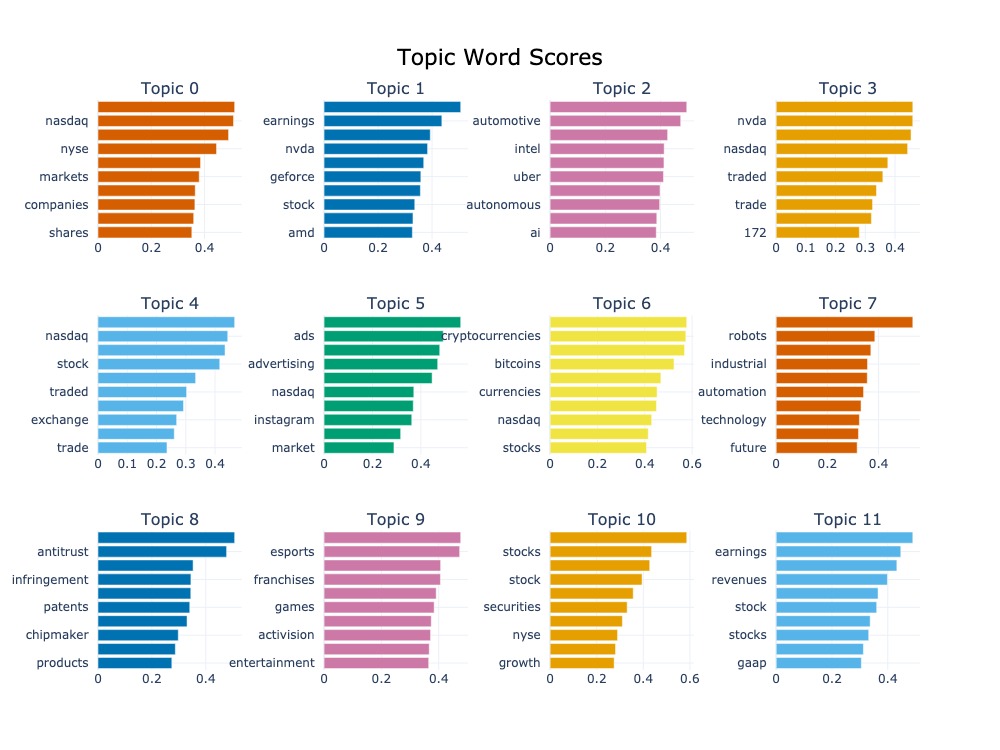 Topic Word Scores
Topic 0
nasdaq
nyse
markets
companies
shares
0 0.2 0.4
Topic 1
earnings
nvda
geforce
stock
amd
0 0.2 0.4
Topic 2
automotive
intel
uber
autonomous
ai
0 0.2 0.4
Topic 3
nvda
nasdaq
traded
trade
172
0 0.1 0.2 0.3 0.4
Topic 4
nasdaq
stock
traded
exchange
trade
0 0.1 0.2 0.3 0.4
Topic 5
ads
advertising
nasdaq
instagram
market
0 0.2 0.4
Topic 6
cryptocurrencies
bitcoins
currencies
nasdaq
stocks
0 0.2 0.4 0.6
Topic 7
robots
industrial
automation
technology
future
0 0.2 0.4
Topic 8
antitrust
infringement
patents
chipmaker
products
0.2 0.4
Topic 9
esports
franchises
games
activision
entertainment
0 0.2 0.4
Topic 10
stocks
stock
securities
nyse
growth
0 0.2 0.4 0.6
Topic 11
earnings
revenues
stock
stocks
gaap
0 0.2 0.4